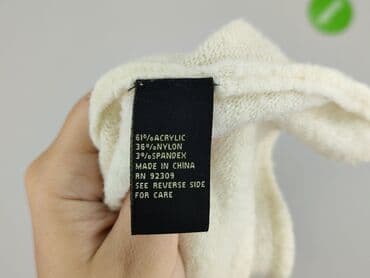 61%ACRYLIC
36%NYLON
3%SPANDEX
MADE IN CHINA
RN 92309
SEE REVERSE SIDE
FOR CARE